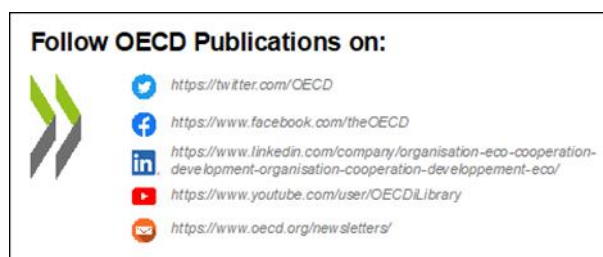 Follow OECD Publications on:
https://twitter.com/OECD
https://www.facebook.com/theOECD
in
https://www.linkedin.com/company/organisation-eco-cooperation-
development-organisation-cooperation-developpement-eco/
https://www.youtube.com/user/OECDiLibrary
https://www.oecd.org/newsletters/